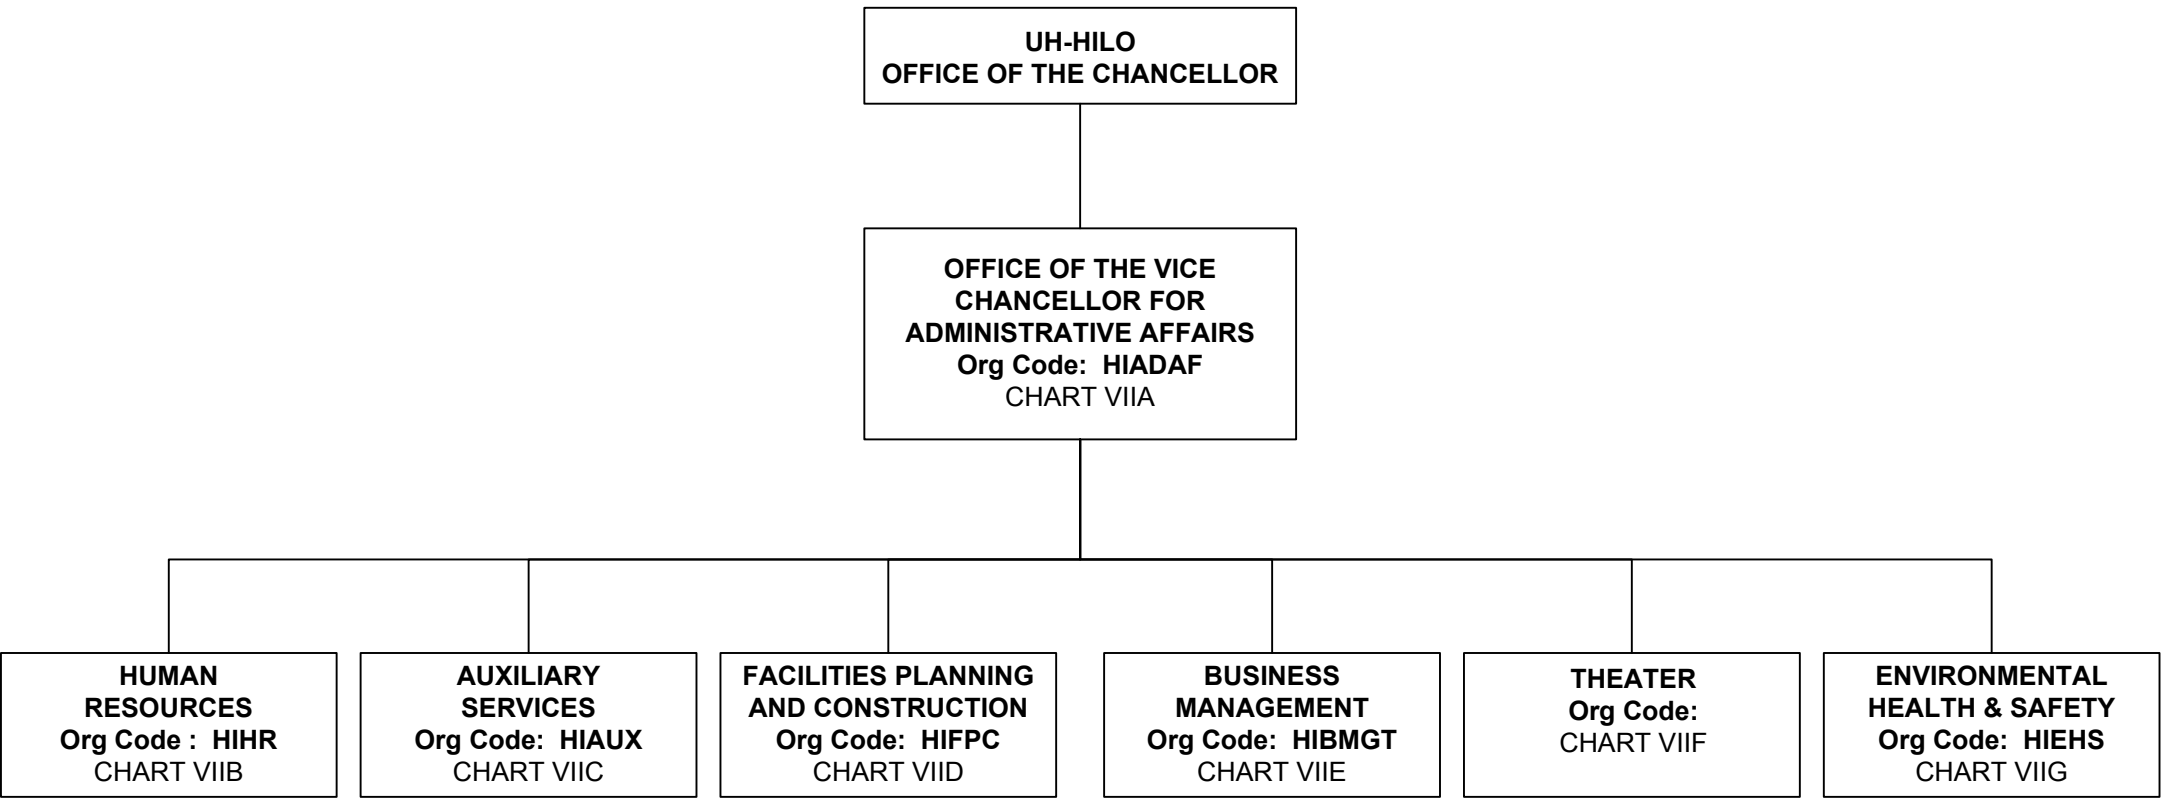 UH-HILO
OFFICE OF THE CHANCELLOR
OFFICE OF THE VICE
CHANCELLOR FOR
ADMINISTRATIVE AFFAIRS
Org Code: HIADAF
CHART VIIA
HUMAN
RESOURCES
Org Code : HIHR
CHART VIIB
AUXILIARY
SERVICES
Org Code: HIAUX
CHART VIIC
FACILITIES PLANNING
AND CONSTRUCTION
Org Code: HIFPC
CHART VIID
BUSINESS
MANAGEMENT
Org Code: HIBMGT
CHART VIIE
THEATER
Org Code:
CHART VIIF
ENVIRONMENTAL
HEALTH & SAFETY
Org Code: HIEHS
CHART VIIG